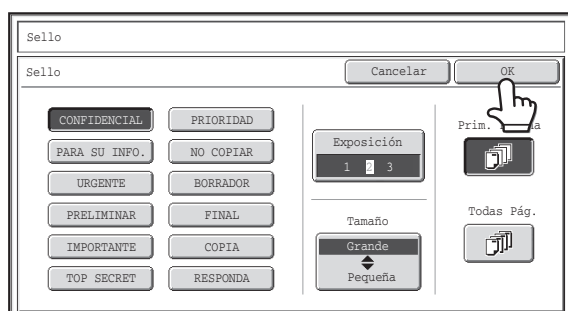 Sello
Sello
Cancelar
OK
CONFIDENCIAL
PRIORIDAD
PARA SU INFO.
NO COPIAR
URGENTE
BORRADOR
PRELIMINAR
FINAL
IMPORTANTE
COPIA
TOP SECRET
RESPONDA
Exposición
1 2 3
Tamaño
Grande
Pequeña
Prim.
Todas Pág.